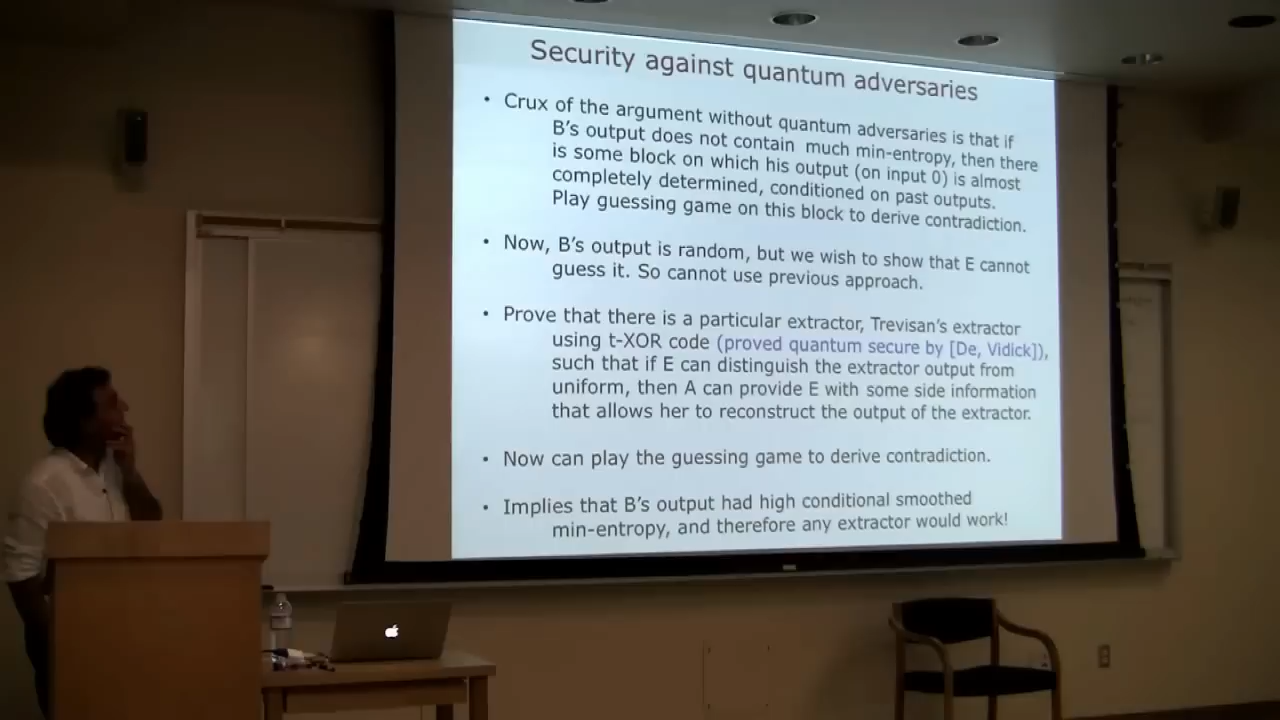 Security against quantum adversaries
• Crux of the argument without quantum adversaries is that if
B's output does not contain much min-entropy, then there
is some block on which his output (on input 0) is almost
completely determined, conditioned on past outputs.
Play guessing game on this block to derive contradiction.
• Now, B's output is random, but we wish to show that E cannot
guess it. So cannot use previous approach.
• Prove that there is a particular extractor, Trevisan's extractor
using t-XOR code (proved quantum secure by [De, Vidick]),
such that if E can distinguish the extractor output from
uniform, then A can provide E with some side information
that allows her to reconstruct the output of the extractor.
• Now can play the guessing game to derive contradiction.
• Implies that B's output had high conditional smoothed
min-entropy, and therefore any extractor would work!